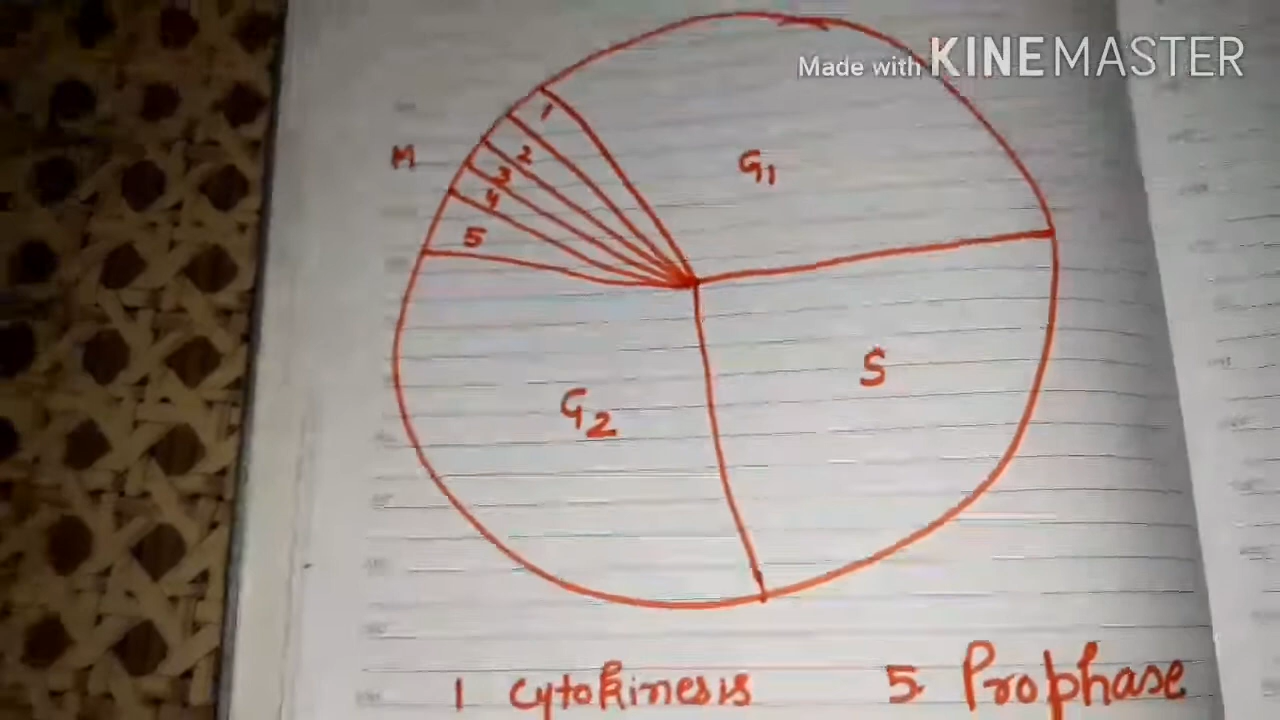 Made with KINEMASTER
1
M
2
G1
3
4
5
S
G2
1 Cytokinesis 5. Prophase